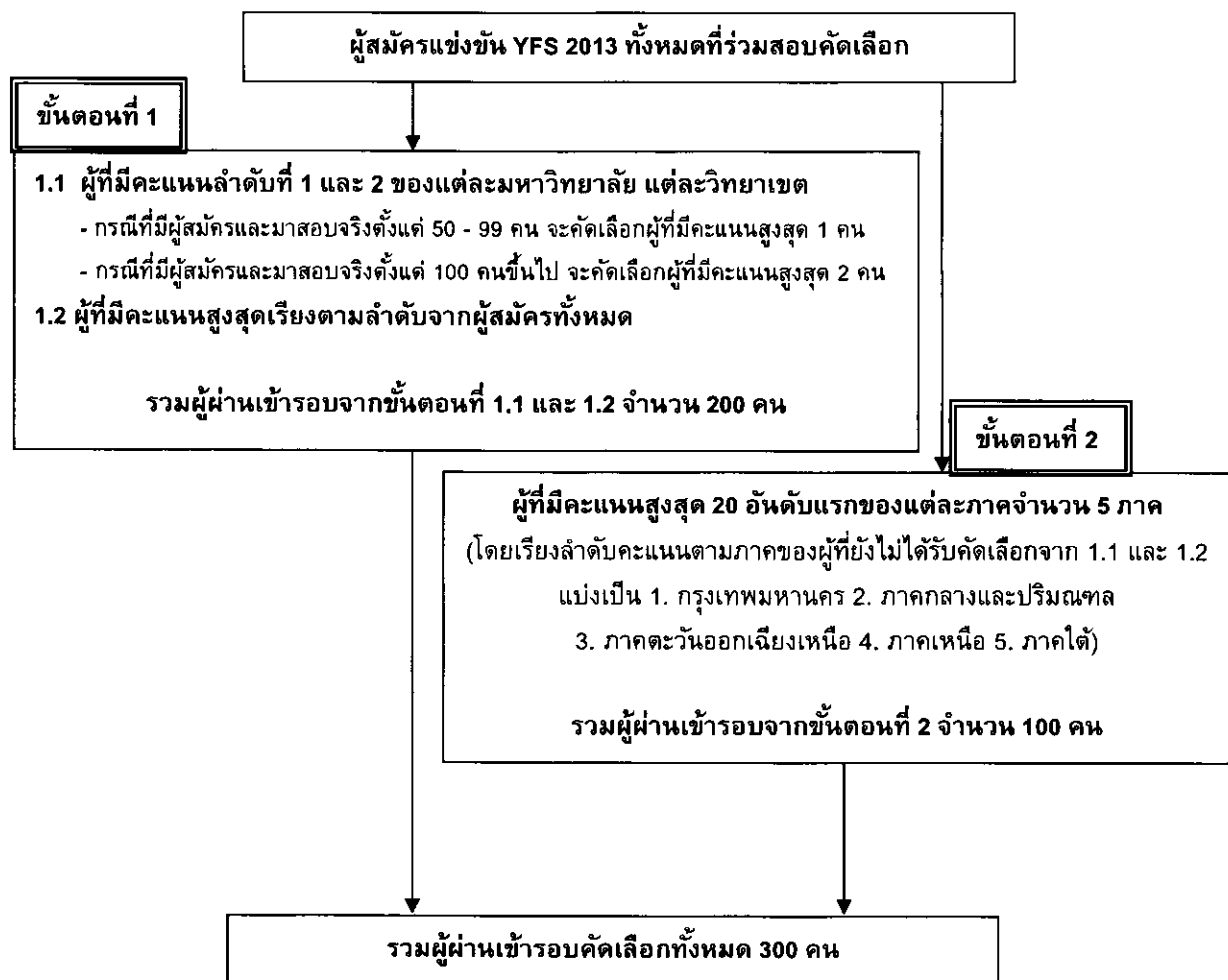 ผู้สมัครแข่งขัน YFS 2013 ทั้งหมดที่ร่วมสอบคัดเลือก
ขั้นตอนที่ 1
1.1 ผู้ที่มีคะแนนลำดับที่ 1 และ 2 ของแต่ละมหาวิทยาลัย แต่ละวิทยาเขต
- กรณีที่มีผู้สมัครและมาสอบจริงตั้งแต่ 50 - 99 คน จะคัดเลือกผู้ที่มีคะแนนสูงสุด 1 คน
- กรณีที่มีผู้สมัครและมาสอบจริงตั้งแต่ 100 คนขึ้นไป จะคัดเลือกผู้ที่มีคะแนนสูงสุด 2 คน
1.2 ผู้ที่มีคะแนนสูงสุดเรียงตามลำดับจากผู้สมัครทั้งหมด
รวมผู้ผ่านเข้ารอบจากขั้นตอนที่ 1.1 และ 1.2 จำนวน 200 คน
ขั้นตอนที่ 2
ผู้ที่มีคะแนนสูงสุด 20 อันดับแรกของแต่ละภาคจำนวน 5 ภาค
(โดยเรียงลำดับคะแนนตามภาคของผู้ที่ยังไม่ได้รับคัดเลือกจาก 1.1 และ 1.2
แบ่งเป็น 1. กรุงเทพมหานคร 2. ภาคกลางและปริมณฑล
3. ภาคตะวันออกเฉียงเหนือ 4. ภาคเหนือ 5. ภาคใต้)
รวมผู้ผ่านเข้ารอบจากขั้นตอนที่ 2 จำนวน 100 คน
รวมผู้ผ่านเข้ารอบคัดเลือกทั้งหมด 300 คน